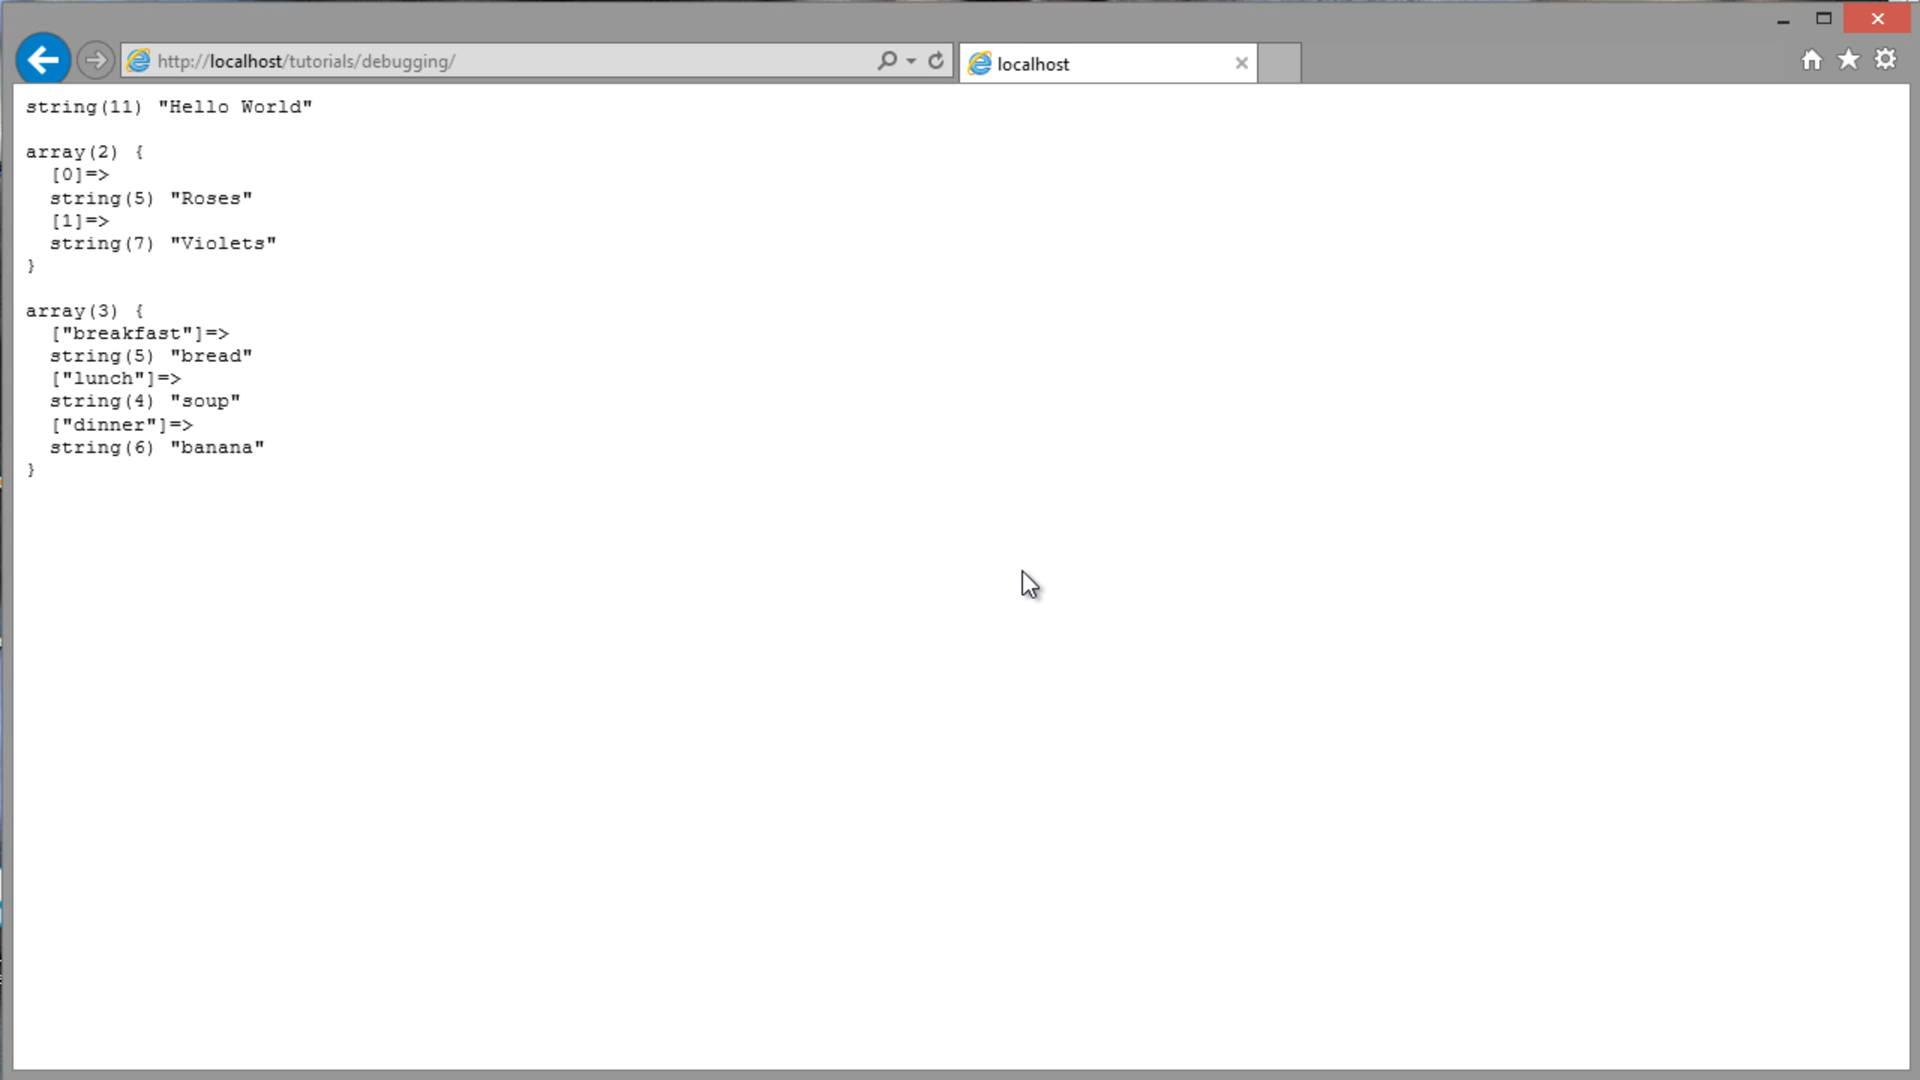 http://localhost/tutorials/debugging/
localhost
string(11) "Hello World"
array(2) {
  [0]=>
  string(5) "Roses"
  [1]=>
  string(7) "Violets"
}
array(3) {
  ["breakfast"]=>
  string(5) "bread"
  ["lunch"]=>
  string(4) "soup"
  ["dinner"]=>
  string(6) "banana"
}